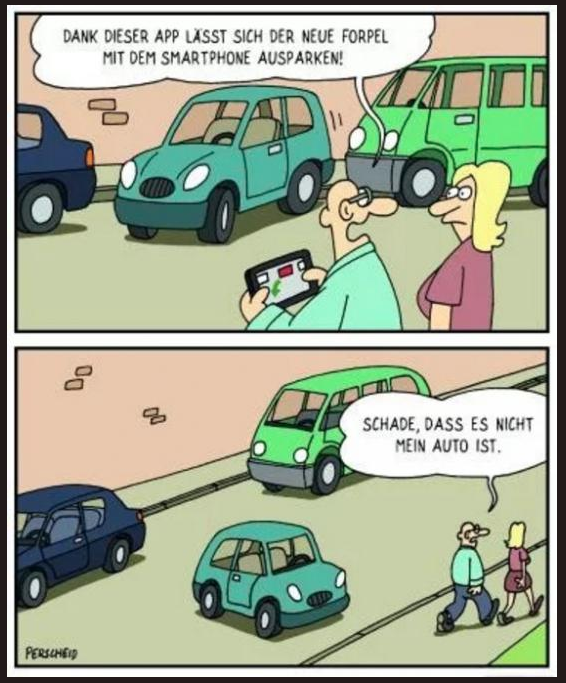 DANK DIESER APP LÄSST SICH DER NEUE FORPEL
MIT DEM SMARTPHONE AUSPARKEN!
SCHADE, DASS ES NICHT
MEIN AUTO IST.
PERSCHEID